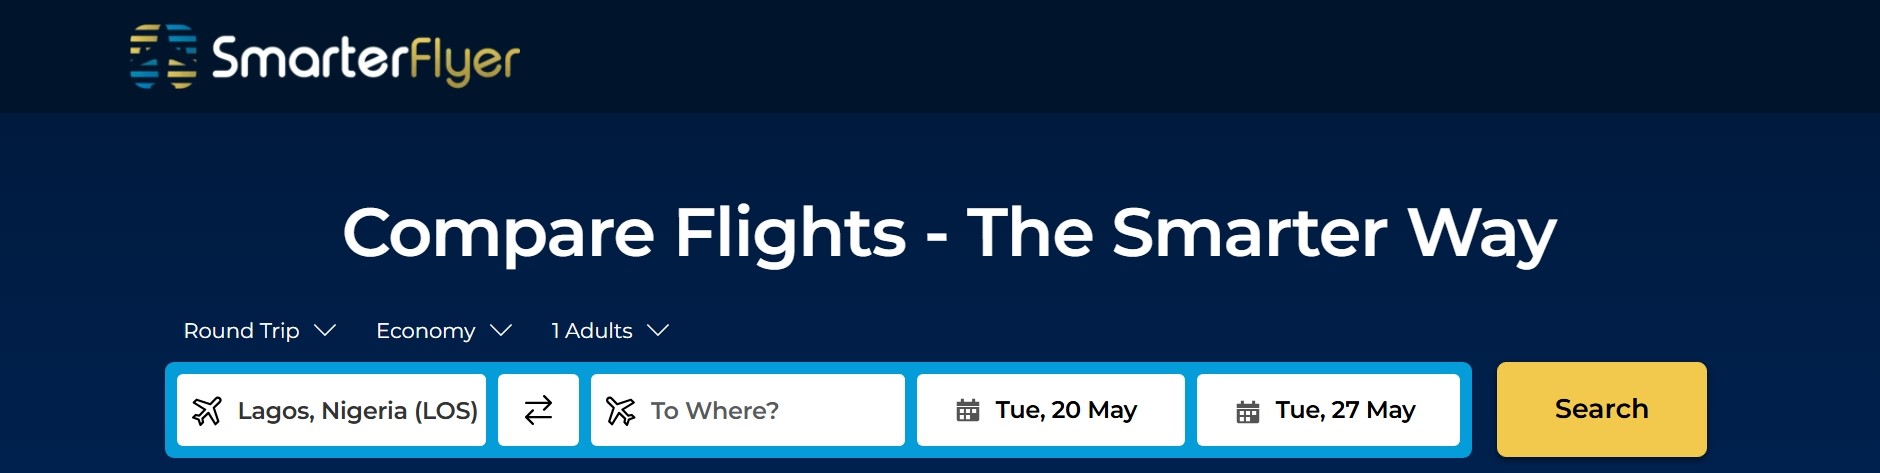 SmarterFlyer
Compare Flights - The Smarter Way
Round Trip Economy 1 Adults
Lagos, Nigeria (LOS) To Where? Tue, 20 May Tue, 27 May Search